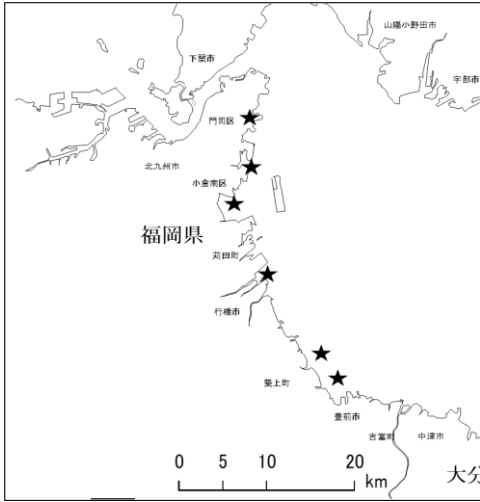 山陽小野田市
下関市
宇部市
門司区
北九州市
小倉南区
福岡県
苅田町
行橋市
築上町
豊前市
吉富町
中津市
大分
0 5 10 20
km